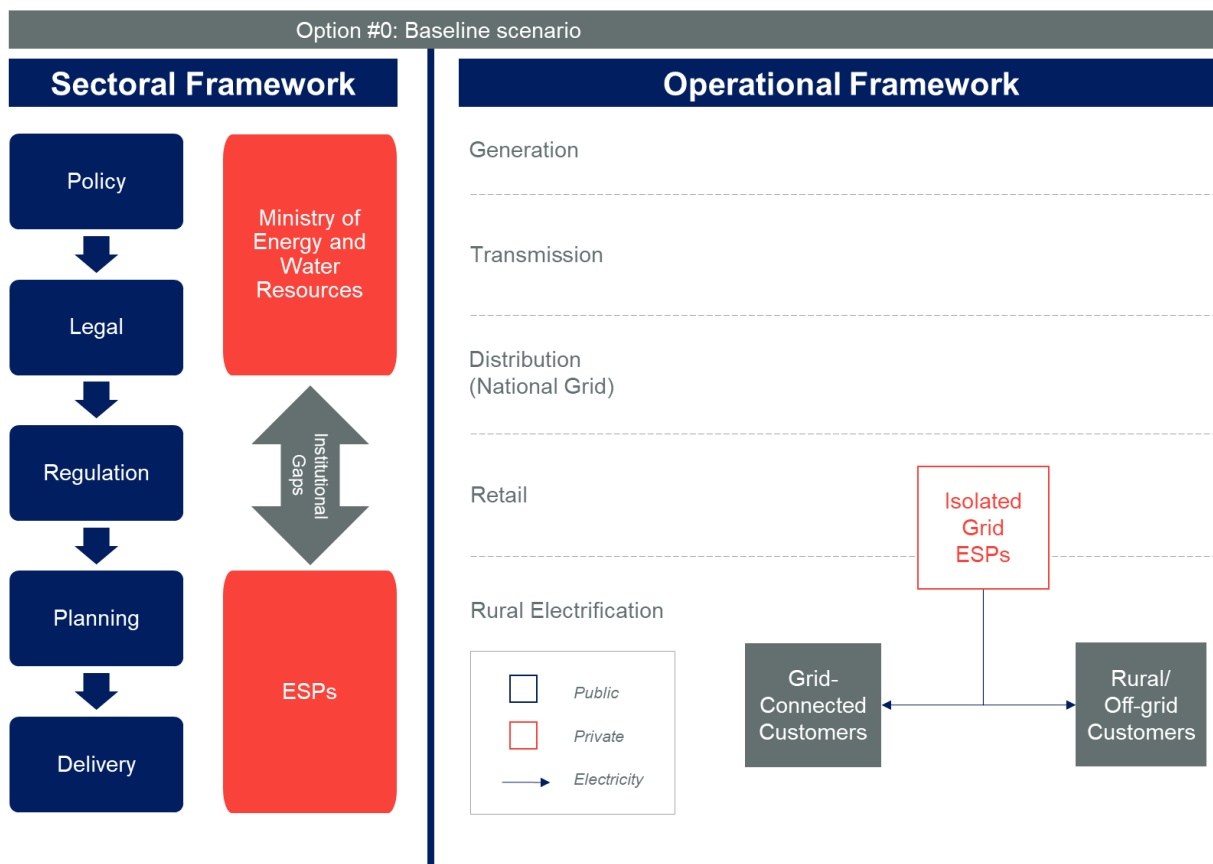 Option #0: Baseline scenario
Sectoral Framework
Operational Framework
Policy
Legal
Regulation
Planning
Delivery
Ministry of
Energy and
Water
Resources
Institutional
Gaps
ESPs
Generation
Transmission
Distribution
(National Grid)
Retail
Rural Electrification
Isolated
Grid
ESPs
Grid-
Connected
Customers
Rural/
Off-grid
Customers
Public
Private
Electricity